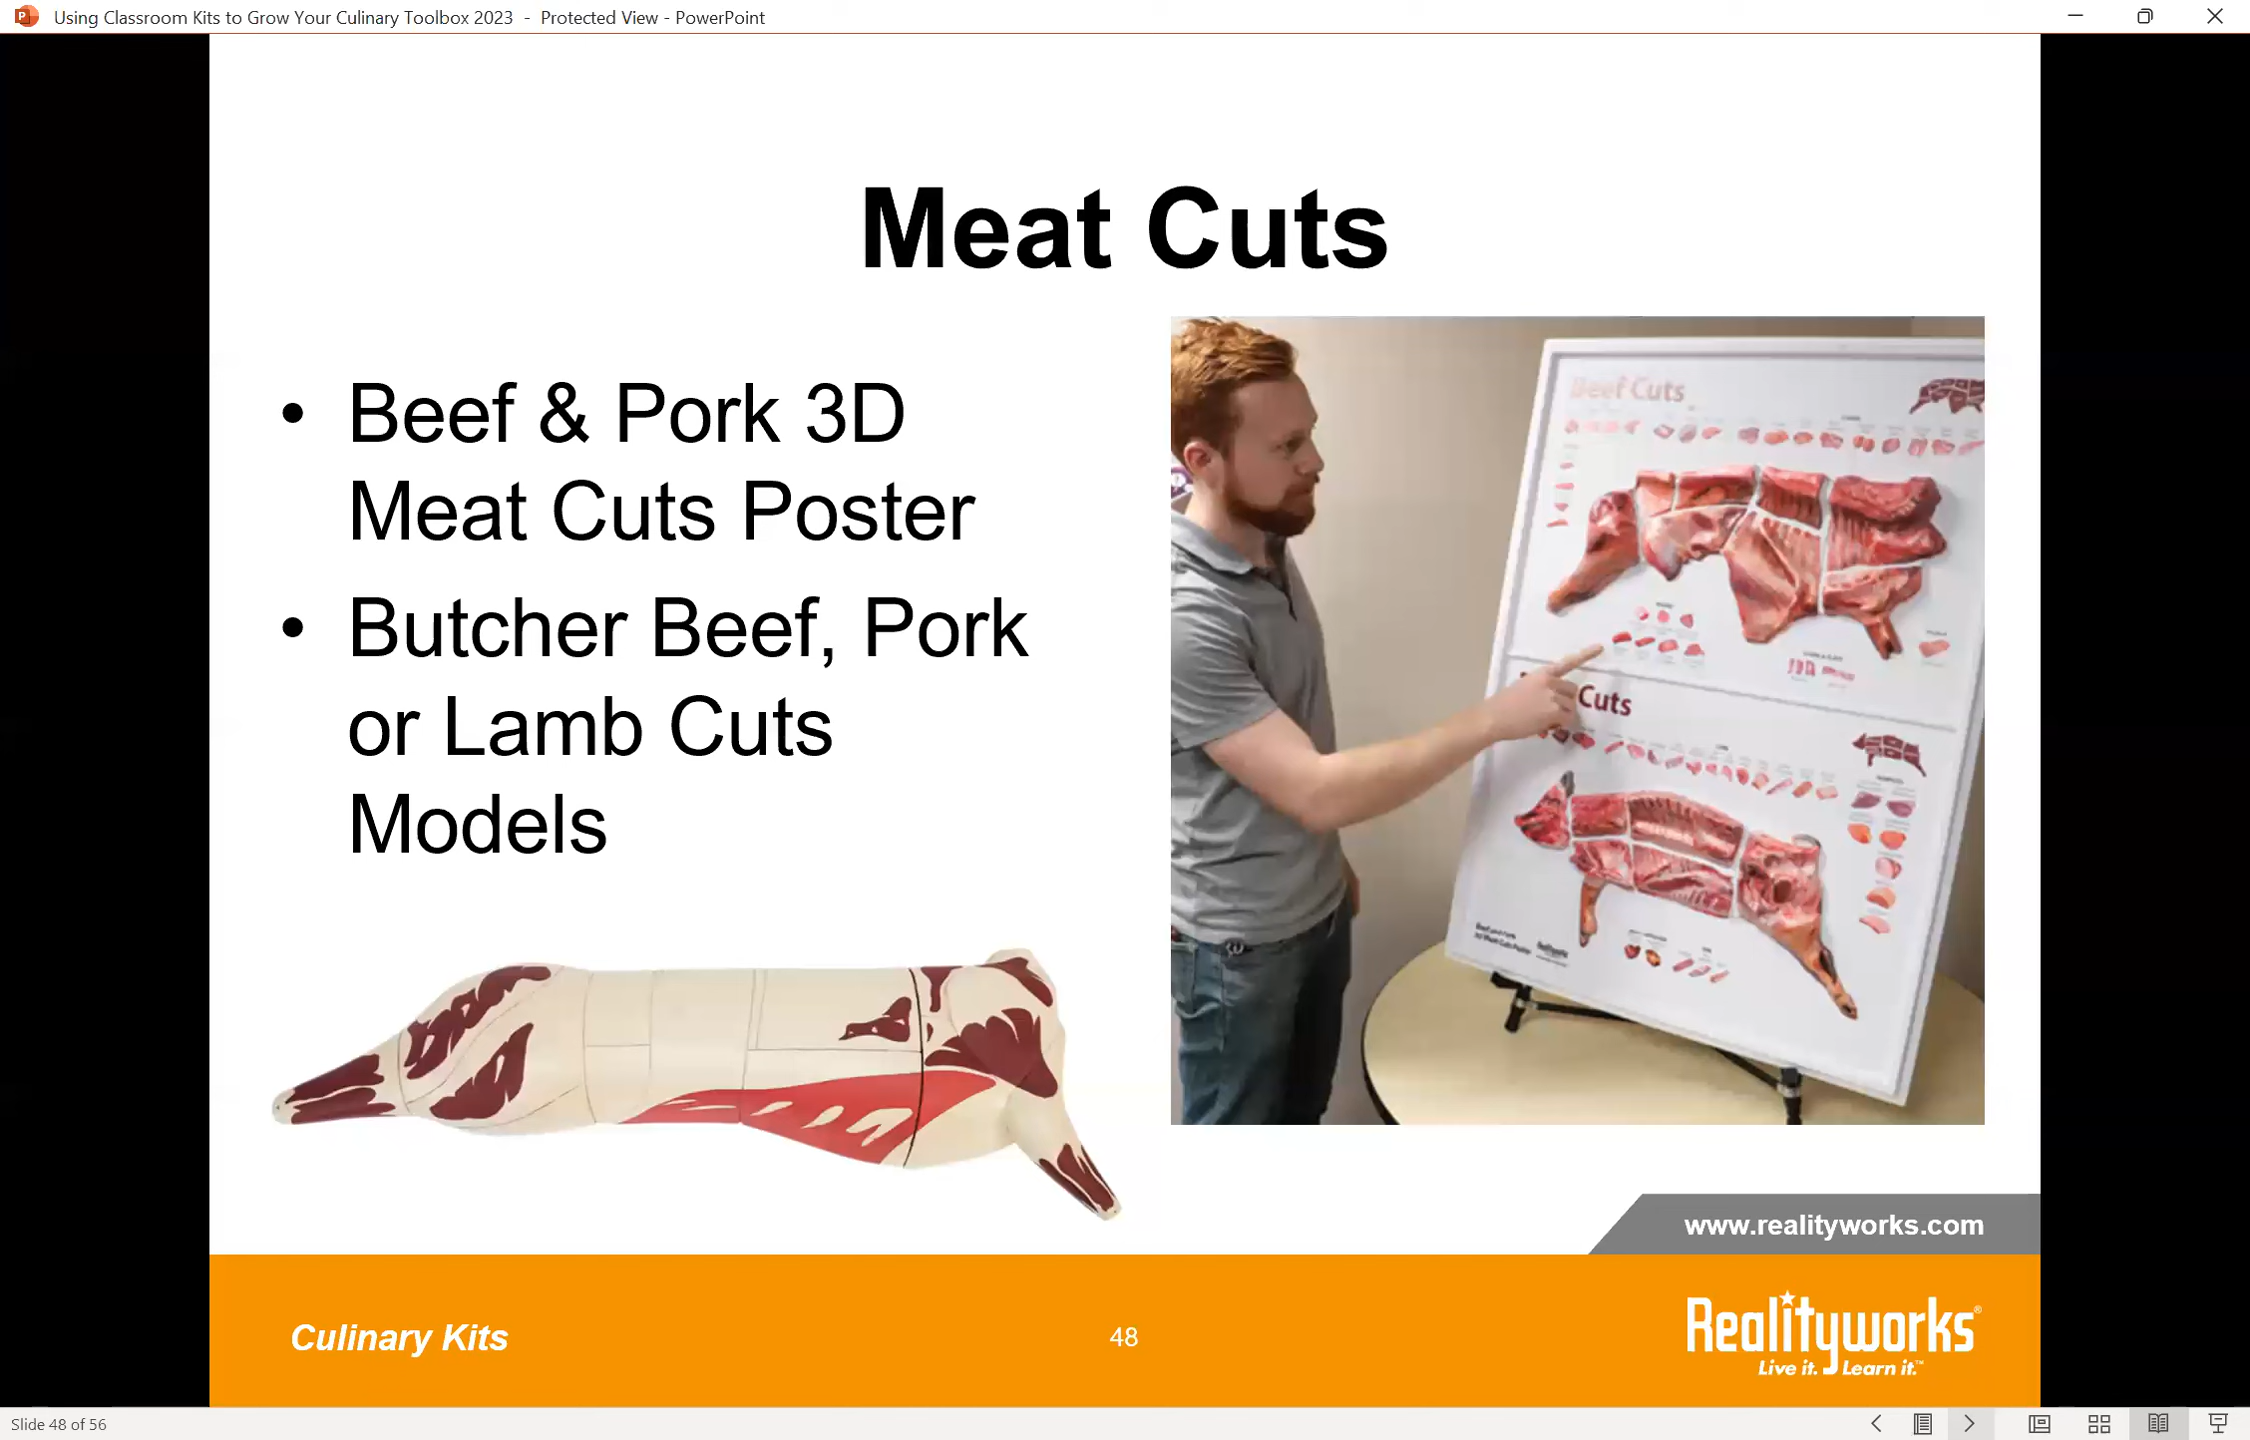 Using Classroom Kits to Grow Your Culinary Toolbox 2023 - Protected View - PowerPoint
Meat Cuts
• Beef & Pork 3D
Meat Cuts Poster
• Butcher Beef, Pork
or Lamb Cuts
Models
Beef Cuts
Cuts
www.realityworks.com
Culinary Kits
48
Realityworks®
Live it. Learn it.™
Slide 48 of 56